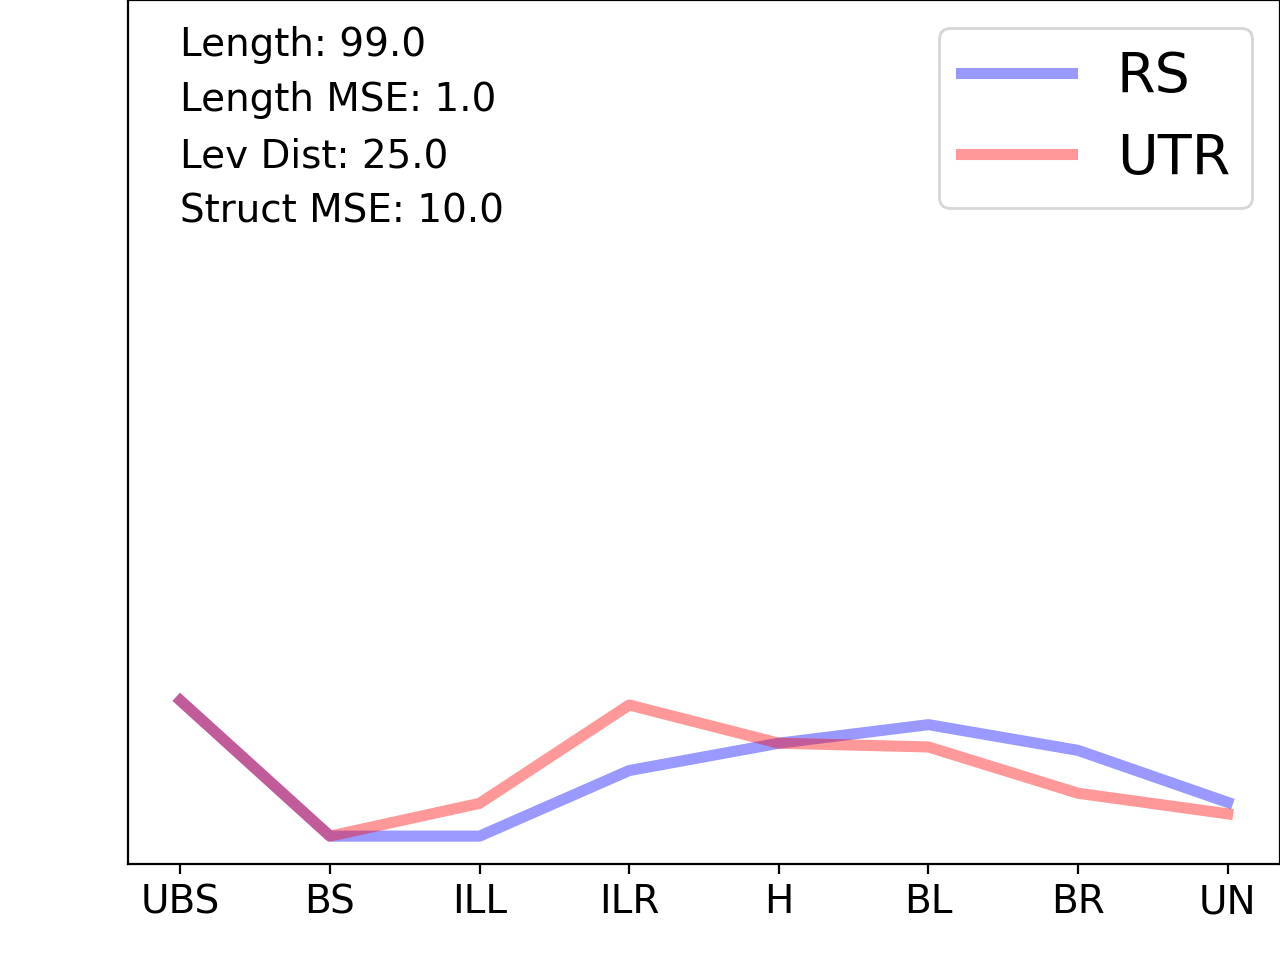 Length: 99.0
Length MSE: 1.0
Lev Dist: 25.0
Struct MSE: 10.0
RS
UTR
UBS BS ILL ILR H BL BR UN